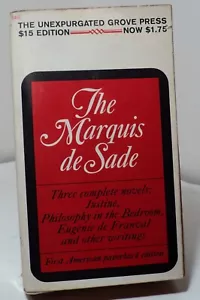 THE UNEXPURGATED GROVE PRESS
$15 EDITION — NOW $1.75
The
Marquis
de Sade
Three complete novels:
Justine,
Philosophy in the Bedroom,
Eugénie de Franval
and other writings
First American paperback edition